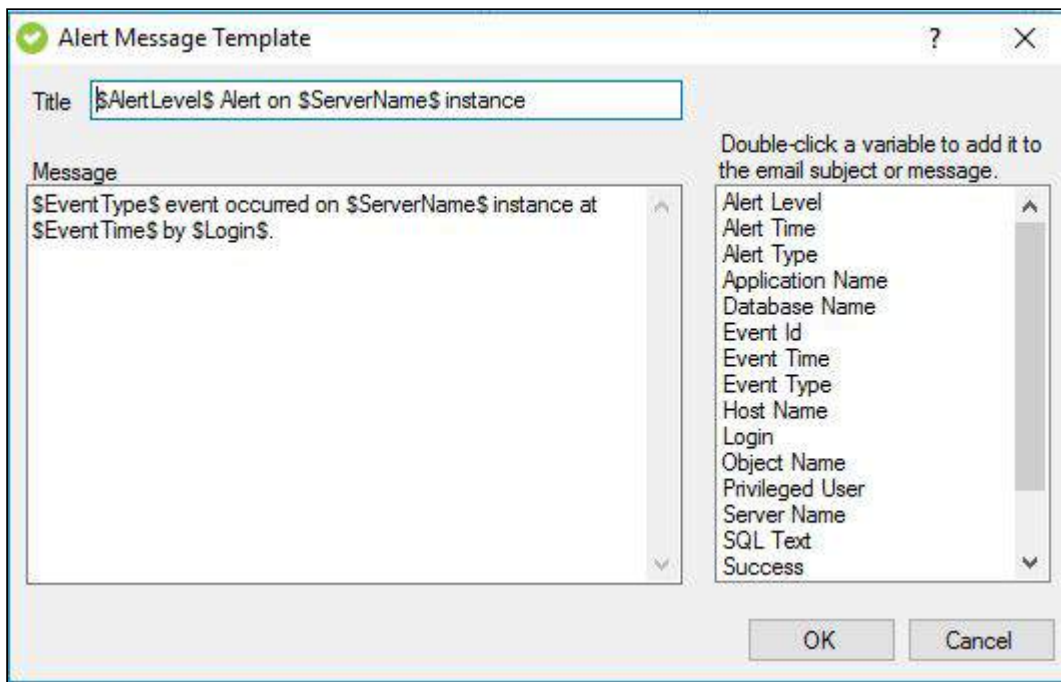 Alert Message Template
?
Title
$AlertLevel$ Alert on $ServerName$ instance
Message
$EventType$ event occurred on $ServerName$ instance at
$EventTime$ by $Login$.
Double-click a variable to add it to
the email subject or message.
Alert Level
Alert Time
Alert Type
Application Name
Database Name
Event Id
Event Time
Event Type
Host Name
Login
Object Name
Privileged User
Server Name
SQL Text
Success
OK
Cancel